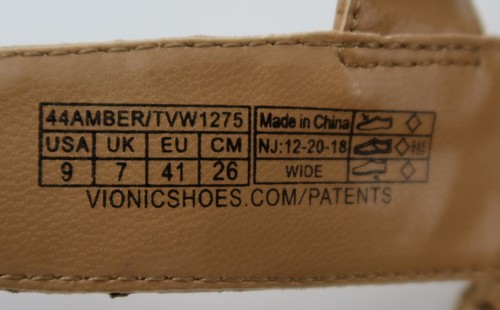 44AMBER/TVW1275 Made in China
USA UK EU CM NJ:12-20-18
9 7 41 26 WIDE
VIONICSHOES.COM/PATENTS